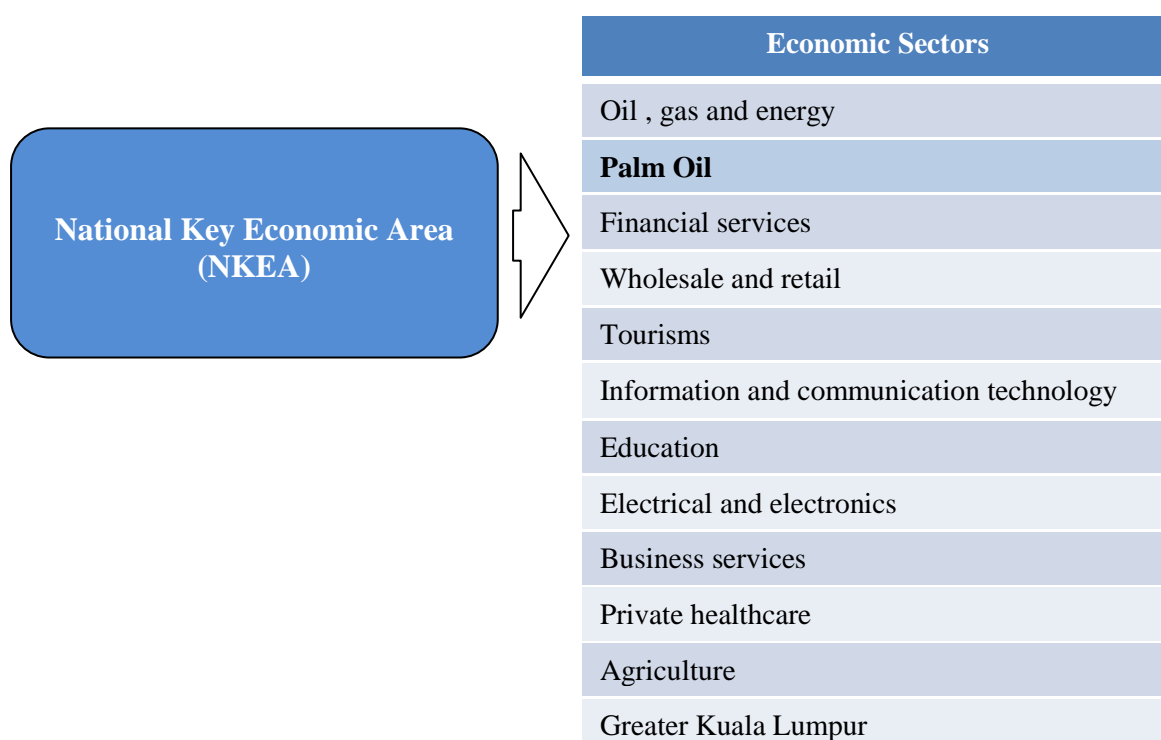 Economic Sectors
Oil , gas and energy
Palm Oil
National Key Economic Area
(NKEA)
Financial services
Wholesale and retail
Tourisms
Information and communication technology
Education
Electrical and electronics
Business services
Private healthcare
Agriculture
Greater Kuala Lumpur